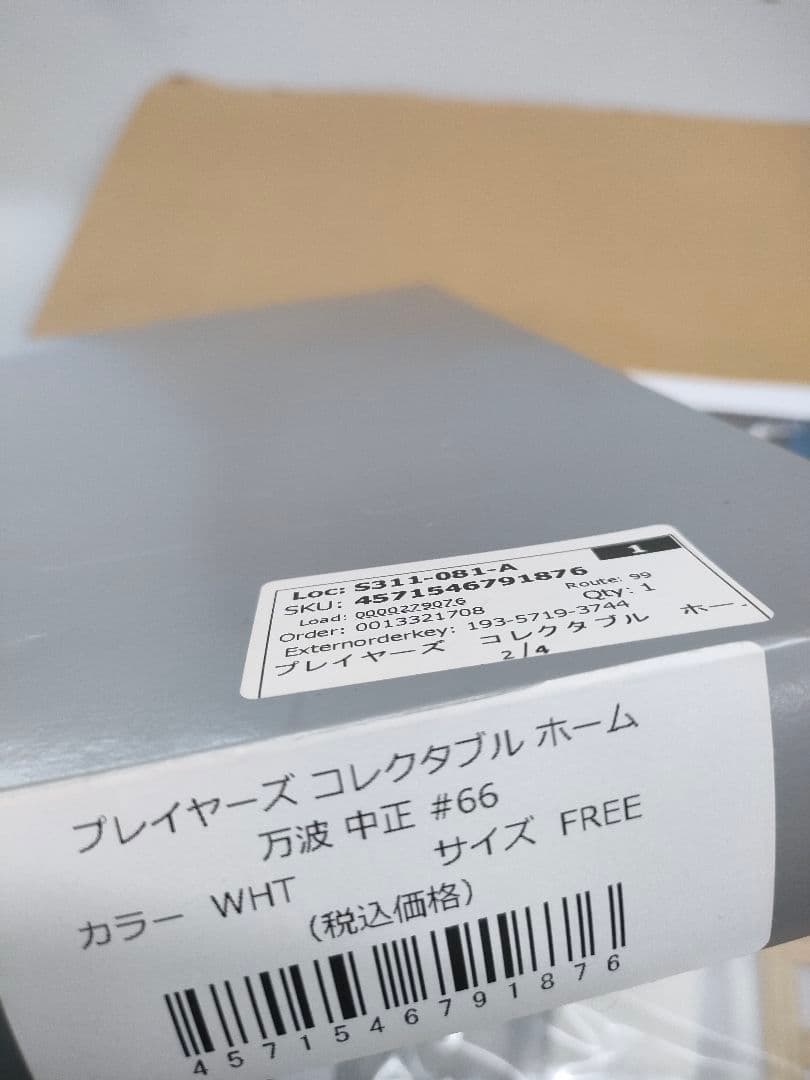 1
Loc: S311-081-A
SKU: 4571546791876
Load: 0000279076 Route: 99
Order: 0013321708 Qty: 1
Externorderkey: 193-5719-3744
プレイヤーズ コレクタブル ホー
2/4
プレイヤーズ コレクタブル ホーム
万波 中正 #66
カラー WHT サイズ FREE
(税込価格)
4571546791876